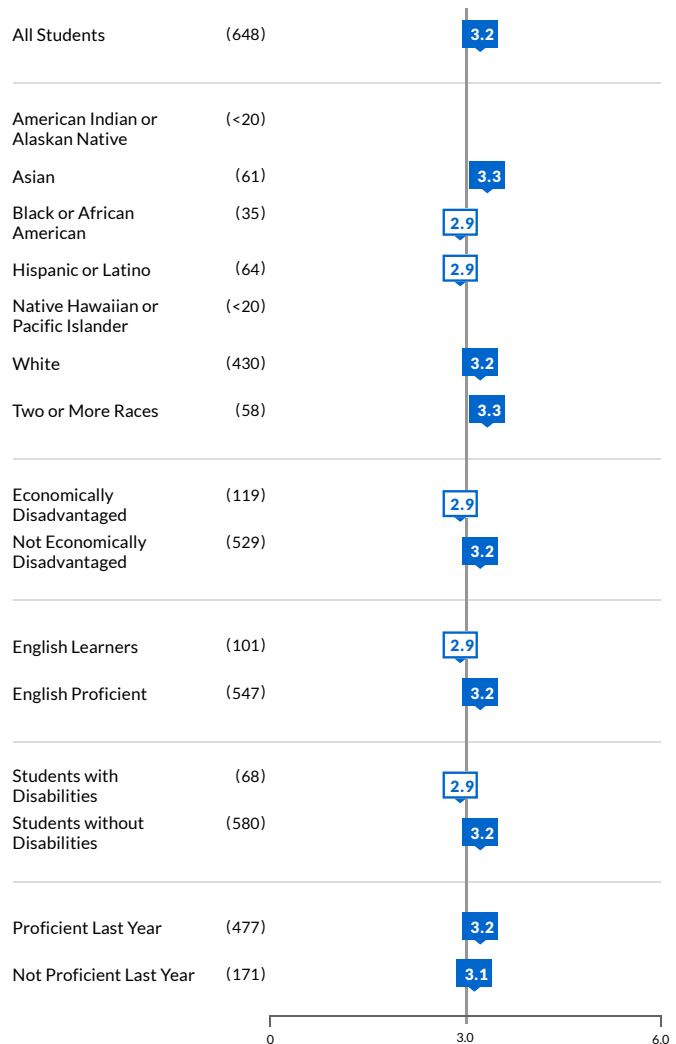 All Students (648) 3.2
American Indian or (<20)
Alaskan Native
Asian (61) 3.3
Black or African (35) 2.9
American
Hispanic or Latino (64) 2.9
Native Hawaiian or (<20)
Pacific Islander
White (430) 3.2
Two or More Races (58) 3.3
Economically (119) 2.9
Disadvantaged
Not Economically (529) 3.2
Disadvantaged
English Learners (101) 2.9
English Proficient (547) 3.2
Students with (68) 2.9
Disabilities
Students without (580) 3.2
Disabilities
Proficient Last Year (477) 3.2
Not Proficient Last Year (171) 3.1
0 3.0 6.0